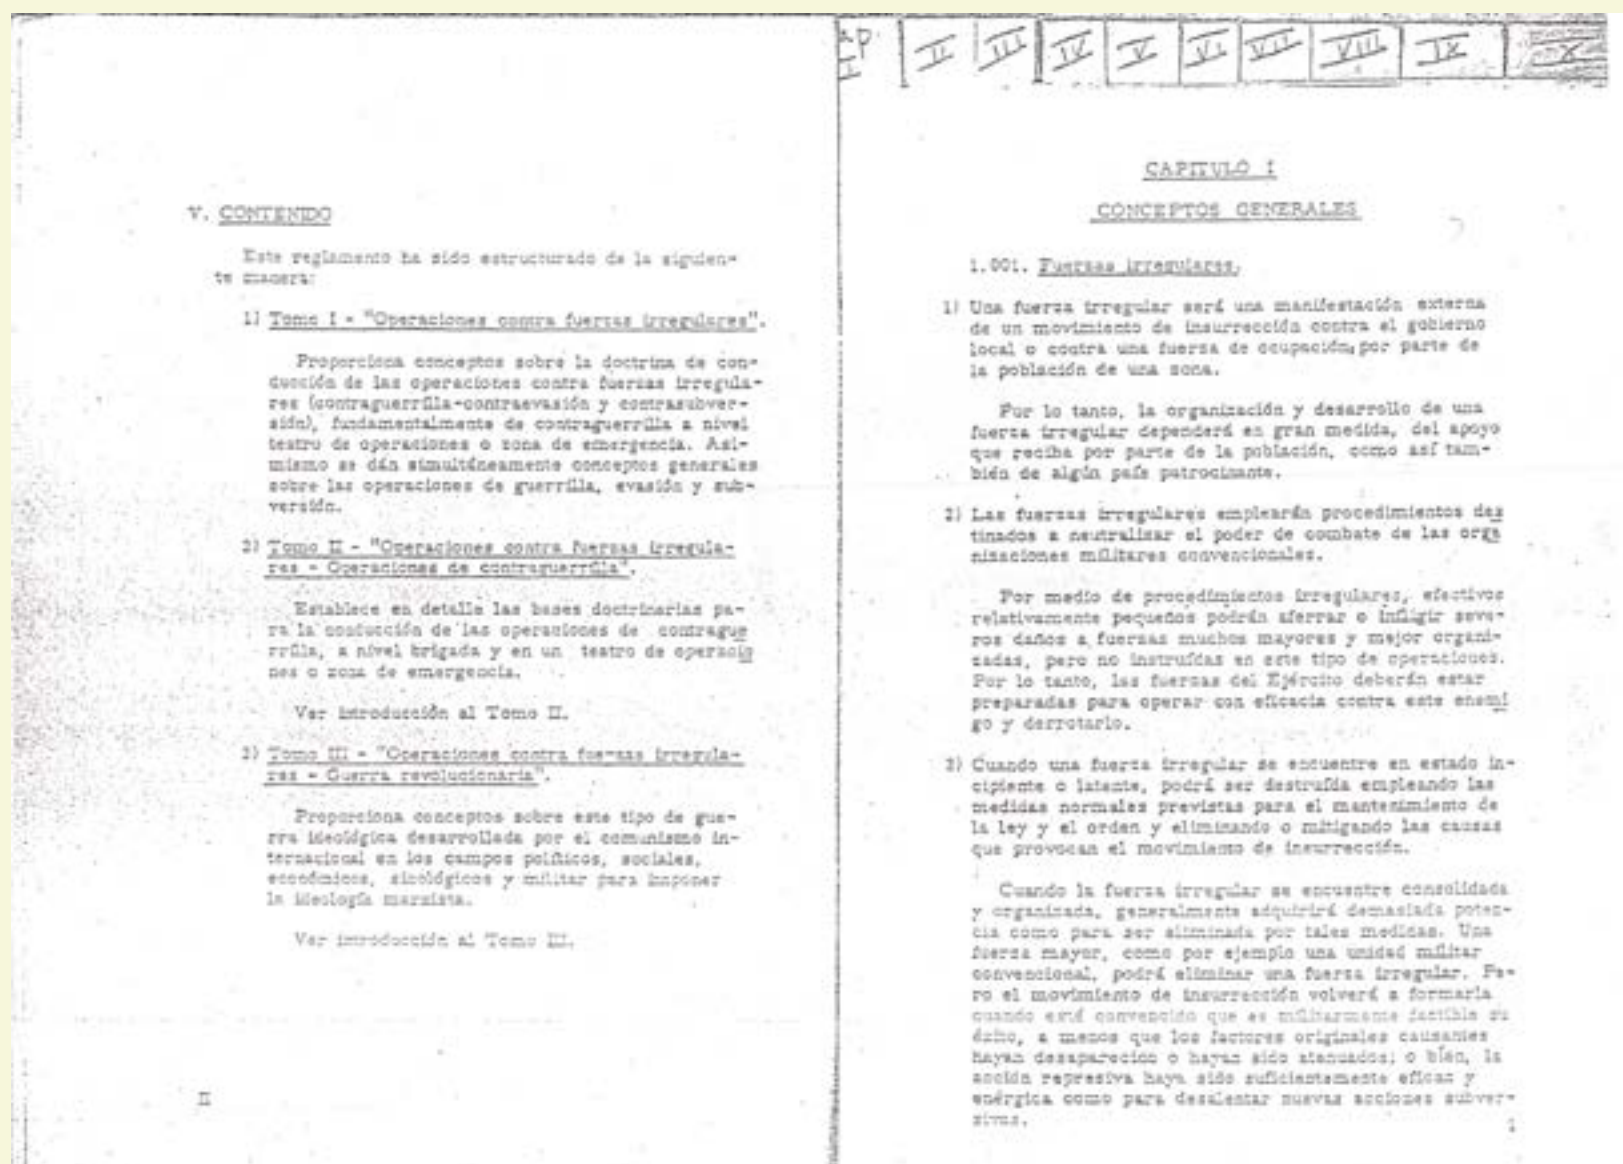 V. CONTENIDO
Este reglamento ha sido estructurado de la siguien-
te manera:
1) Tomo I - "Operaciones contra fuerzas irregulares".
Proporciona conceptos sobre la doctrina de con-
ducción de las operaciones contra fuerzas irregula-
res (contraguerrílla-contraevasión y contrasubver-
sión), fundamentalmente de contraguerrílla a nivel
teatro de operaciones o zona de emergencia. Asi-
mismo se dán simultáneamente conceptos generales
sobre las operaciones de guerrílla, evasión y sub-
versión.
2) Tomo II - "Operaciones contra fuerzas irregula-
res - Operaciones de contraguerrílla".
Establece en detalle las bases doctrinarias pa-
ra la conducción de las operaciones de contrague
rrílla, a nivel brigada y en un teatro de operacio
nes o zona de emergencia.
Ver introducción al Tomo II.
3) Tomo III - "Operaciones contra fuerzas irregula-
res - Guerra revolucionaria".
Proporciona conceptos sobre este tipo de gue-
rra ideológica desarrollada por el comunismo in-
ternacional en los campos políticos, sociales,
económicos, sicológicos y militar para imponer
la ideología marxista.
Ver introducción al Tomo III.
II
II III IV V VI VII VIII IX X
CAPITULO I
CONCEPTOS GENERALES
1.001. Fuerzas irregulares.
1) Una fuerza irregular será una manifestación externa
de un movimiento de insurrección contra el gobierno
local o contra una fuerza de ocupación, por parte de
la población de una zona.
Por lo tanto, la organización y desarrollo de una
fuerza irregular dependerá en gran medida, del apoyo
que reciba por parte de la población, como así tam-
bién de algún país patrocinante.
2) Las fuerzas irregulares emplearán procedimientos des
tinados a neutralizar el poder de combate de las orga
nizaciones militares convencionales.
Por medio de procedimientos irregulares, efectivos
relativamente pequeños podrán aferrar o infligir seve-
ros daños a fuerzas muchos mayores y mejor organi-
zadas, pero no instruídas en este tipo de operaciones.
Por lo tanto, las fuerzas del Ejército deberán estar
preparadas para operar con eficacia contra este enemi
go y derrotarlo.
3) Cuando una fuerza irregular se encuentre en estado in-
cipiente o latente, podrá ser destruída empleando las
medidas normales previstas para el mantenimiento de
la ley y el orden y eliminando o mitigando las causas
que provocan el movimiento de insurrección.
Cuando la fuerza irregular se encuentre consolidada
y organizada, generalmente adquirirá demasiada poten-
cia como para ser eliminada por tales medidas. Una
fuerza mayor, como por ejemplo una unidad militar
convencional, podrá eliminar una fuerza irregular. Pe-
ro el movimiento de insurrección volverá a formarla
cuando esté convencido que es militarmente factible su
éxito, a menos que los factores originales causantes
hayan desaparecido o hayan sido atenuados; o bien, la
acción represiva haya sido suficientemente eficaz y
enérgica como para desalentar nuevas acciones subver-
sivas.
1